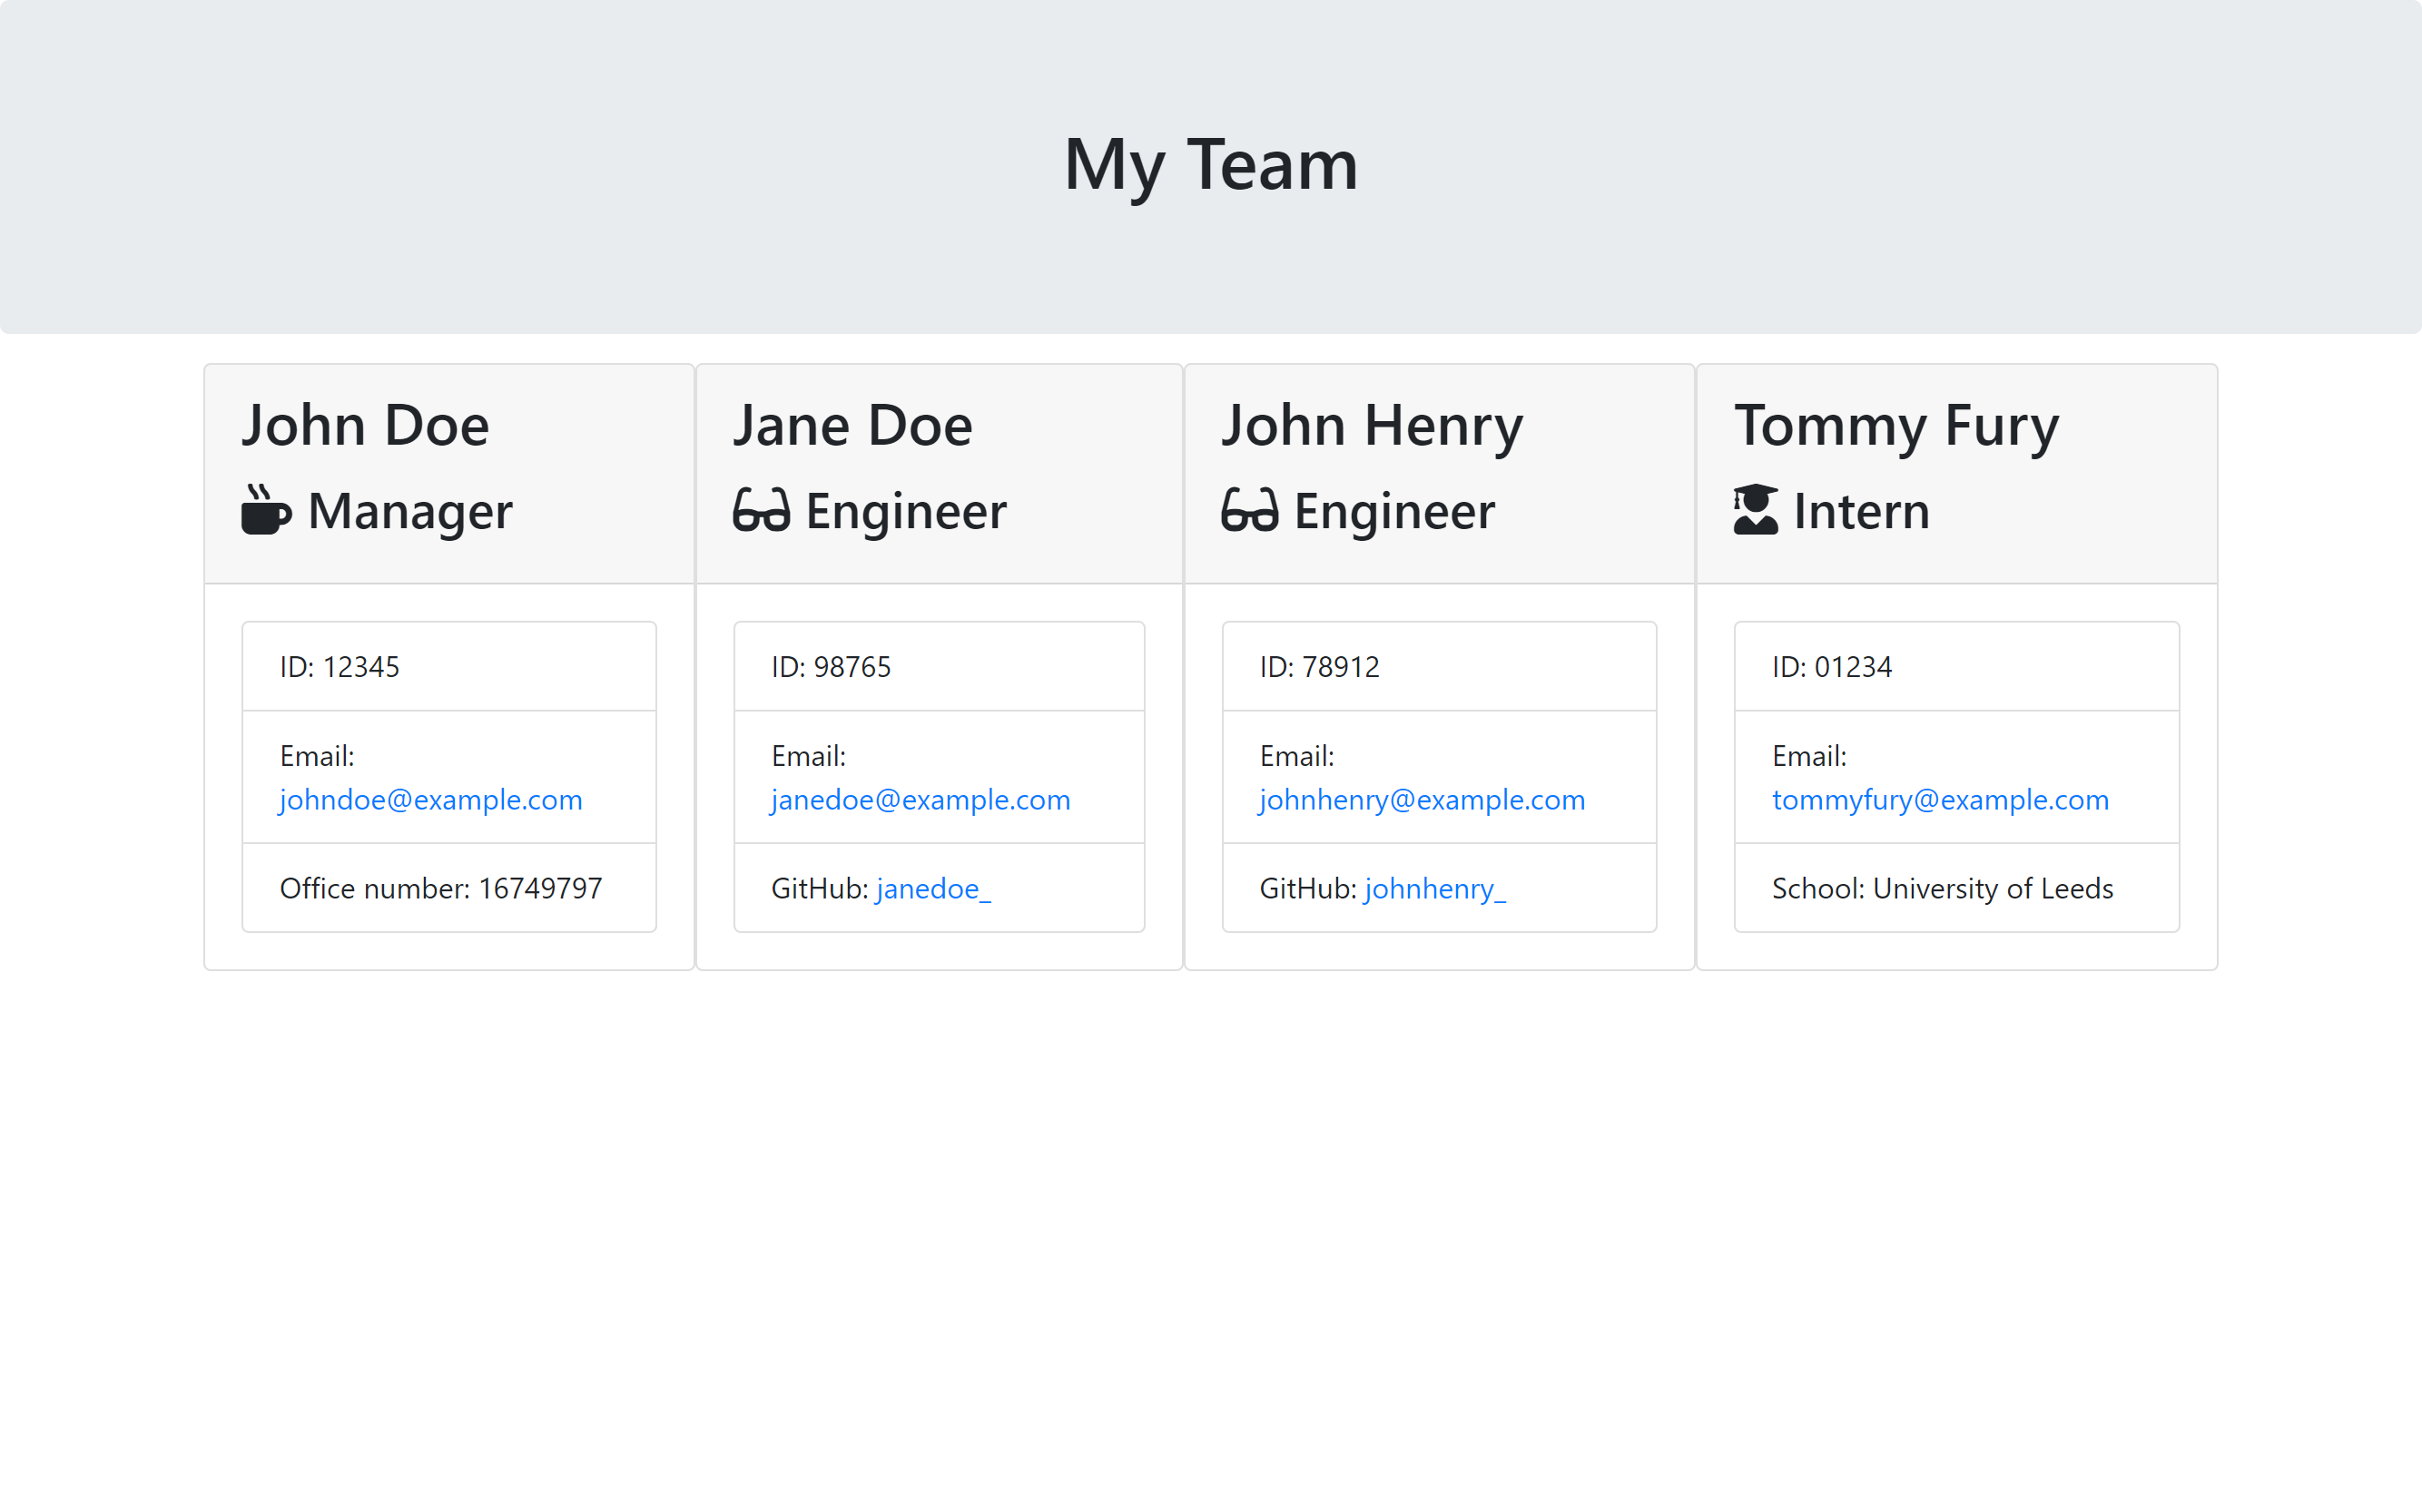 My Team
John Doe
Manager
ID: 12345
Email:
johndoe@example.com
Office number: 16749797
Jane Doe
Engineer
ID: 98765
Email:
janedoe@example.com
GitHub: janedoe_
John Henry
Engineer
ID: 78912
Email:
johnhenry@example.com
GitHub: johnhenry_
Tommy Fury
Intern
ID: 01234
Email:
tommyfury@example.com
School: University of Leeds